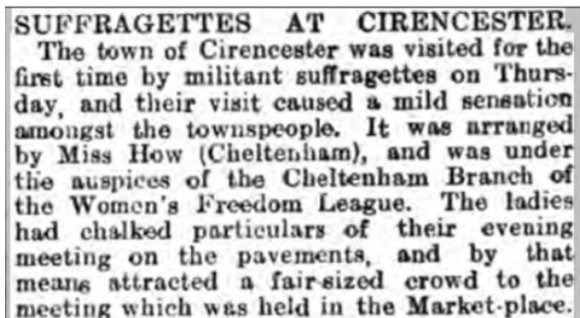 SUFFRAGETTES AT CIRENCESTER.
The town of Cirencester was visited for the
first time by militant suffragettes on Thurs-
day, and their visit caused a mild sensation
amongst the townspeople. It was arranged
by Miss How (Cheltenham), and was under
the auspices of the Cheltenham Branch of
the Women's Freedom League. The ladies
had chalked particulars of their evening
meeting on the pavements, and by that
means attracted a fair-sized crowd to the
meeting which was held in the Market-place.